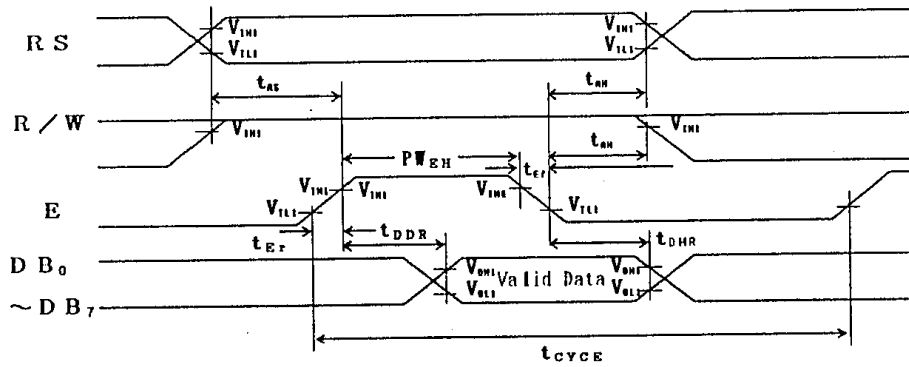 RS
V_IH1
V_IL1
V_IH1
V_IL1
t_AS
t_AH
R/W
V_IH1
V_IH1
PW_EH
t_Ef
t_AH
E
V_IL1
V_IH1
V_IH1
V_IL1
t_Er
t_DDR
t_DHR
DB₀
~DB₇
V_OH1
V_OL1
Valid Data
V_OH1
V_OL1
t_CYCE